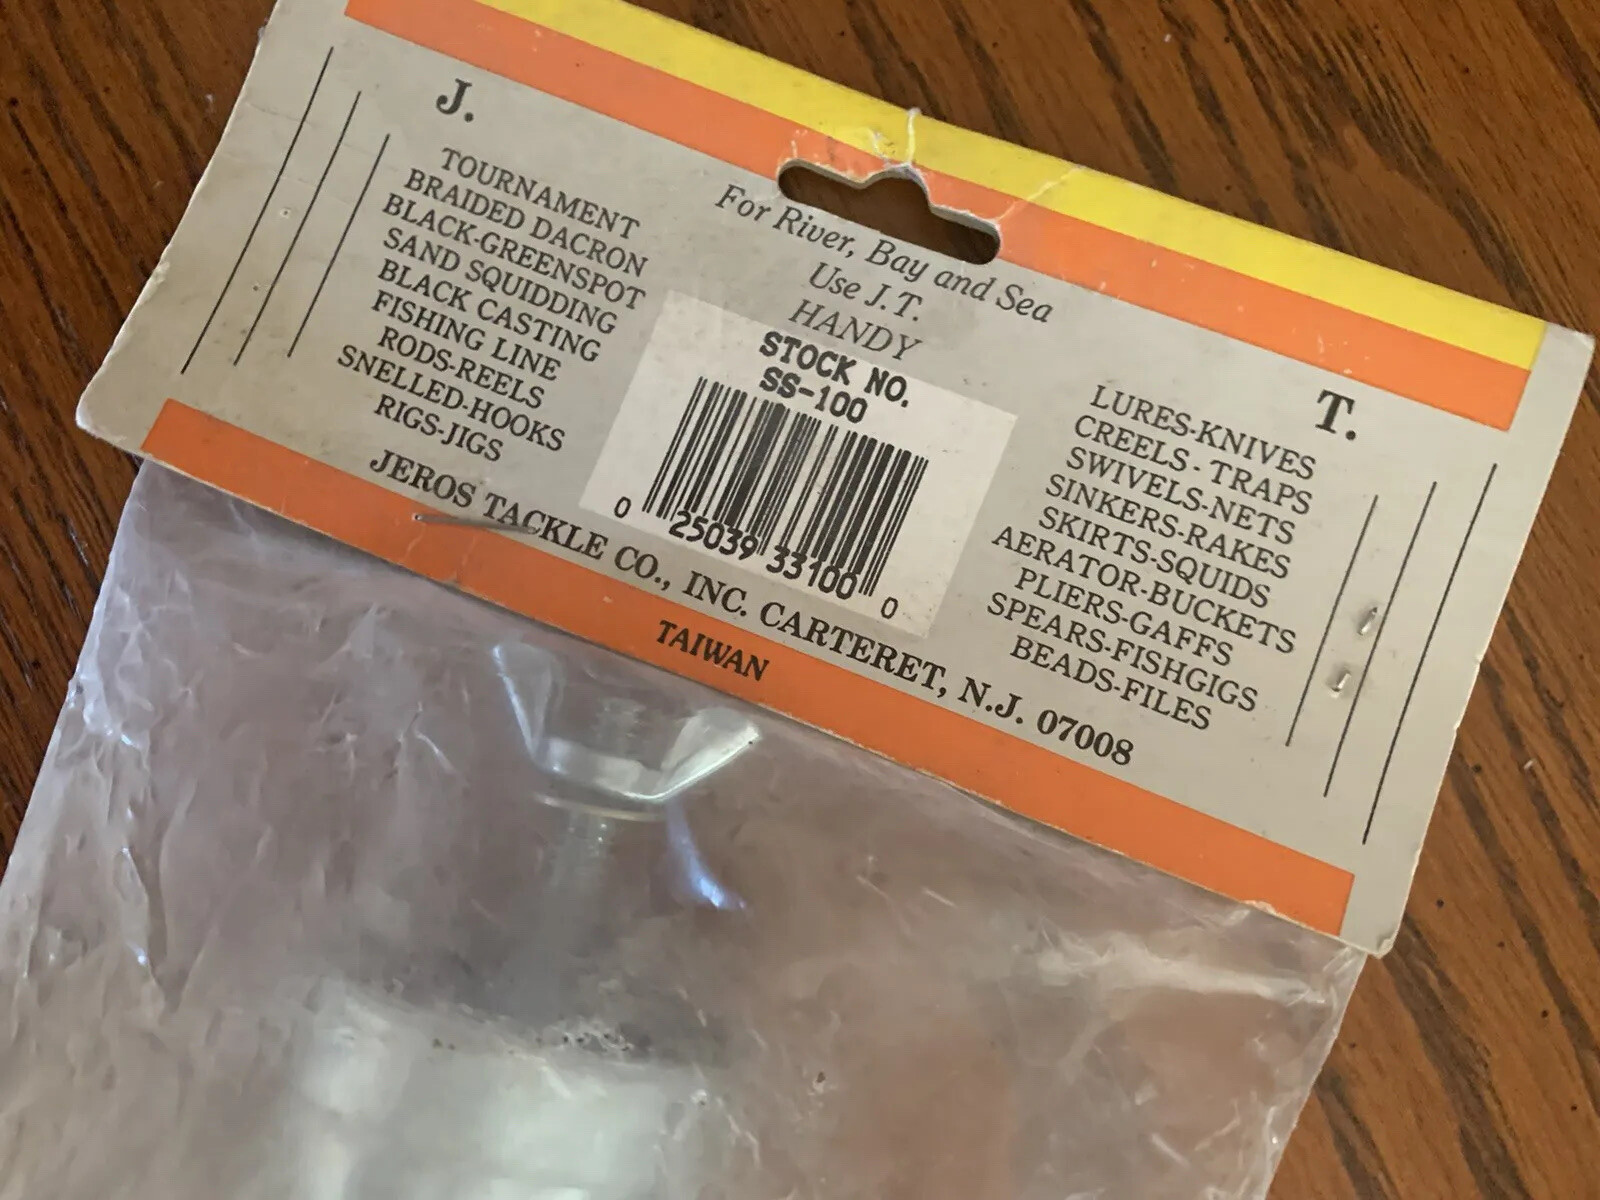 J.
TOURNAMENT
BRAIDED DACRON
BLACK-GREENSPOT
SAND SQUIDDING
BLACK CASTING
FISHING LINE
RODS-REELS
SNELLED-HOOKS
RIGS-JIGS
For River, Bay and Sea
Use J. T.
HANDY
STOCK NO.
SS-100
0 25039 33100 0
T.
LURES-KNIVES
CREELS - TRAPS
SWIVELS-NETS
SINKERS-RAKES
SKIRTS-SQUIDS
AERATOR-BUCKETS
PLIERS-GAFFS
SPEARS-FISHGIGS
BEADS-FILES
JEROS TACKLE CO., INC. CARTERET, N.J. 07008
TAIWAN